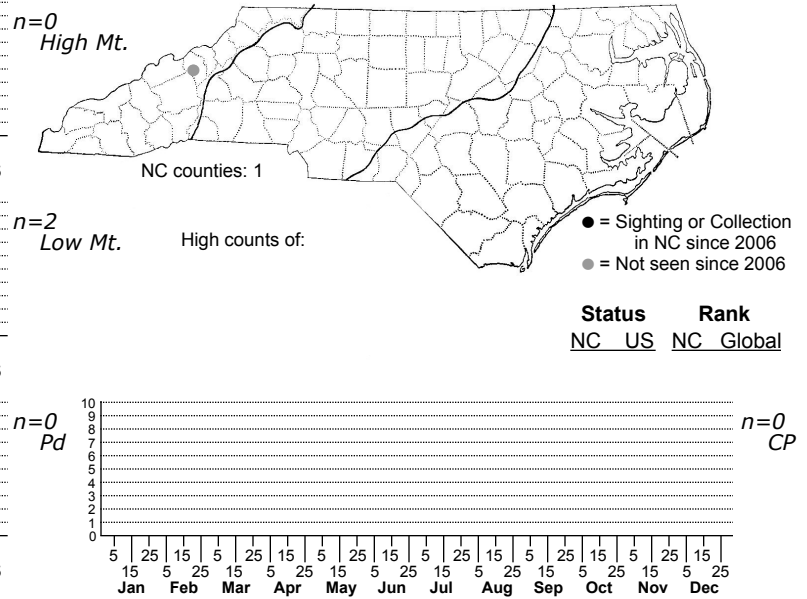 n=0
High Mt.
NC counties: 1
n=2
Low Mt.
High counts of:
● = Sighting or Collection
in NC since 2006
● = Not seen since 2006
Status Rank
NC US NC Global
n=0
Pd
10
9
8
7
6
5
4
3
2
1
0
n=0
CP
5 25 15 5 25 15 5 25 15 5 25 15 5 25 15 5 25 15
15 5 25 15 5 25 15 5 25 15 5 25 15 5 25 15 5 25
Jan Feb Mar Apr May Jun Jul Aug Sep Oct Nov Dec